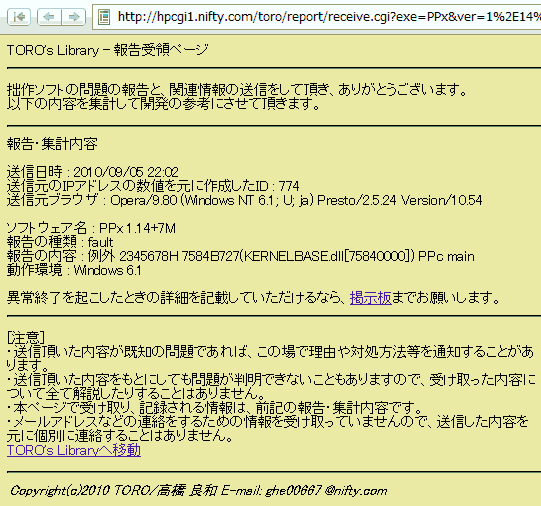 http://hpcgi1.nifty.com/toro/report/receive.cgi?exe=PPx&ver=1%2E14%
TORO's Library - 報告受領ページ
拙作ソフトの問題の報告と、関連情報の送信をして頂き、ありがとうございます。
以下の内容を集計して開発の参考にさせて頂きます。
報告・集計内容
送信日時 : 2010/09/05 22:02
送信元のIPアドレスの数値を元に作成したID : 774
送信元ブラウザ : Opera/9.80 (Windows NT 6.1; U; ja) Presto/2.5.24 Version/10.54
ソフトウェア名 : PPx 1.14+7M
報告の種類 : fault
報告の内容 : 例外 2345678H 7584B727(KERNELBASE.dll[75840000]) PPc main
動作環境 : Windows 6.1
異常終了を起こしたときの詳細を記載していただけるなら、掲示板までお願いします。
[注意]
・送信頂いた内容が既知の問題であれば、この場で理由や対処方法等を通知することがあ
ります。
・送信頂いた内容をもとにしても問題が判明できないこともありますので、受け取った内容に
ついて全て解説したりすることはありません。
・本ページで受け取り、記録される情報は、前記の報告・集計内容です。
・メールアドレスなどの連絡をするための情報を受け取っていませんので、送信した内容を
元に個別に連絡することはありません。
TORO's Libraryへ移動
Copyright(c)2010 TORO/高橋 良和 E-mail: ghe00667 @nifty.com